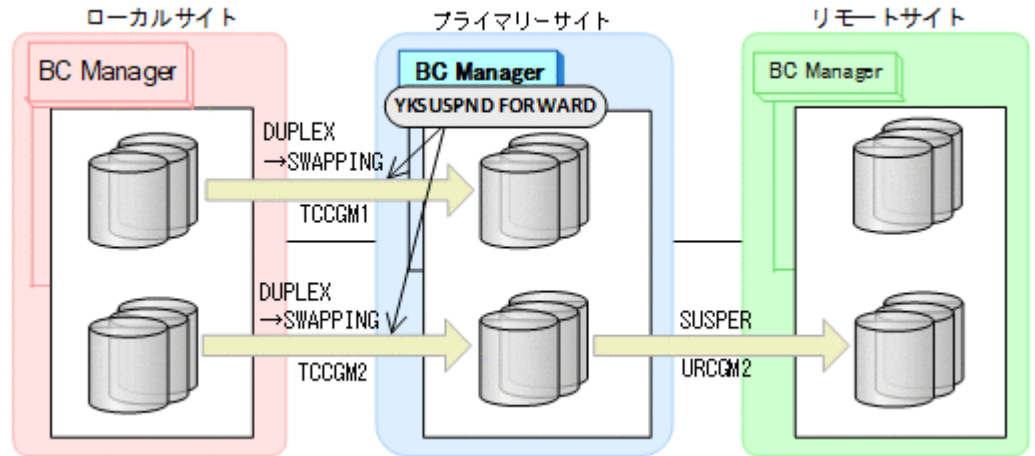 ローカルサイト
プライマリーサイト
リモートサイト
BC Manager
BC Manager
BC Manager
YKSUSPND FORWARD
DUPLEX
→SWAPPING
TCCGM1
DUPLEX
→SWAPPING
TCCGM2
SUSPER
URCGM2